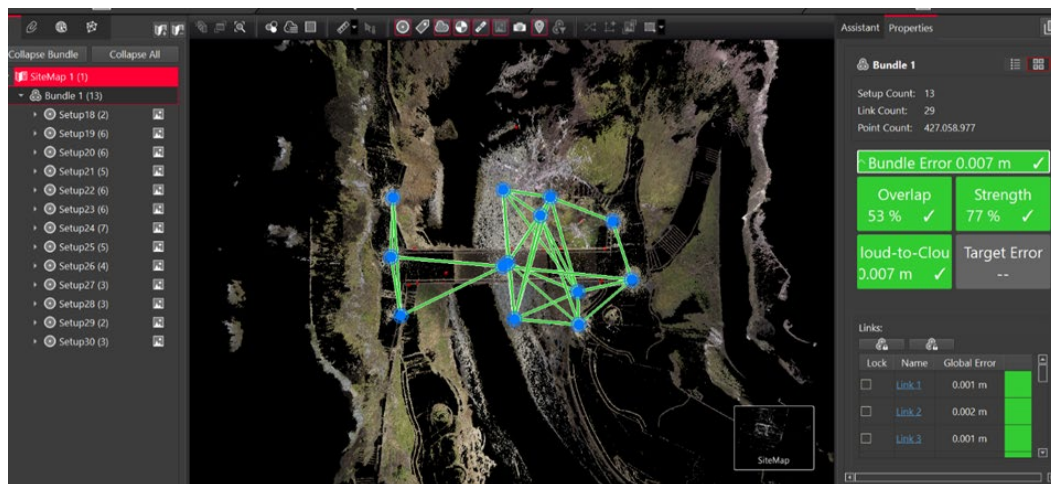 Assistant Properties
Collapse Bundle Collapse All
SiteMap 1 (1)
Bundle 1 (13)
Setup18 (2)
Setup19 (6)
Setup20 (6)
Setup21 (5)
Setup22 (6)
Setup23 (6)
Setup24 (7)
Setup25 (5)
Setup26 (4)
Setup27 (3)
Setup28 (3)
Setup29 (2)
Setup30 (3)
SiteMap
Bundle 1
Setup Count: 13
Link Count: 29
Point Count: 427.058.977
Bundle Error 0.007 m
Overlap
53 %
Strength
77 %
loud-to-Clou
0.007 m
Target Error
--
Links:
Lock Name Global Error
Link 1 0.001 m
Link 2 0.002 m
Link 3 0.001 m